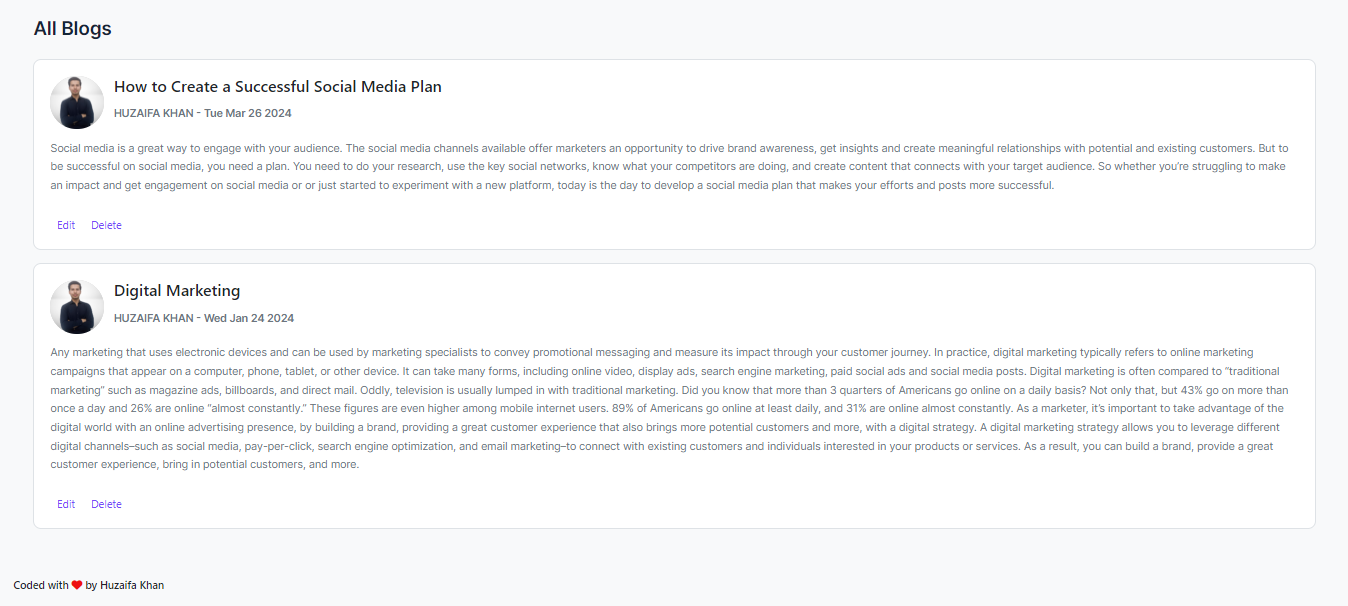 All Blogs
How to Create a Successful Social Media Plan
HUZAIFA KHAN - Tue Mar 26 2024
Social media is a great way to engage with your audience. The social media channels available offer marketers an opportunity to drive brand awareness, get insights and create meaningful relationships with potential and existing customers. But to
be successful on social media, you need a plan. You need to do your research, use the key social networks, know what your competitors are doing, and create content that connects with your target audience. So whether you're struggling to make
an impact and get engagement on social media or or just started to experiment with a new platform, today is the day to develop a social media plan that makes your efforts and posts more successful.
Edit Delete
Digital Marketing
HUZAIFA KHAN - Wed Jan 24 2024
Any marketing that uses electronic devices and can be used by marketing specialists to convey promotional messaging and measure its impact through your customer journey. In practice, digital marketing typically refers to online marketing
campaigns that appear on a computer, phone, tablet, or other device. It can take many forms, including online video, display ads, search engine marketing, paid social ads and social media posts. Digital marketing is often compared to “traditional
marketing” such as magazine ads, billboards, and direct mail. Oddly, television is usually lumped in with traditional marketing. Did you know that more than 3 quarters of Americans go online on a daily basis? Not only that, but 43% go on more than
once a day and 26% are online “almost constantly.” These figures are even higher among mobile internet users. 89% of Americans go online at least daily, and 31% are online almost constantly. As a marketer, it's important to take advantage of the
digital world with an online advertising presence, by building a brand, providing a great customer experience that also brings more potential customers and more, with a digital strategy. A digital marketing strategy allows you to leverage different
digital channels–such as social media, pay-per-click, search engine optimization, and email marketing–to connect with existing customers and individuals interested in your products or services. As a result, you can build a brand, provide a great
customer experience, bring in potential customers, and more.
Edit Delete
Coded with ❤ by Huzaifa Khan